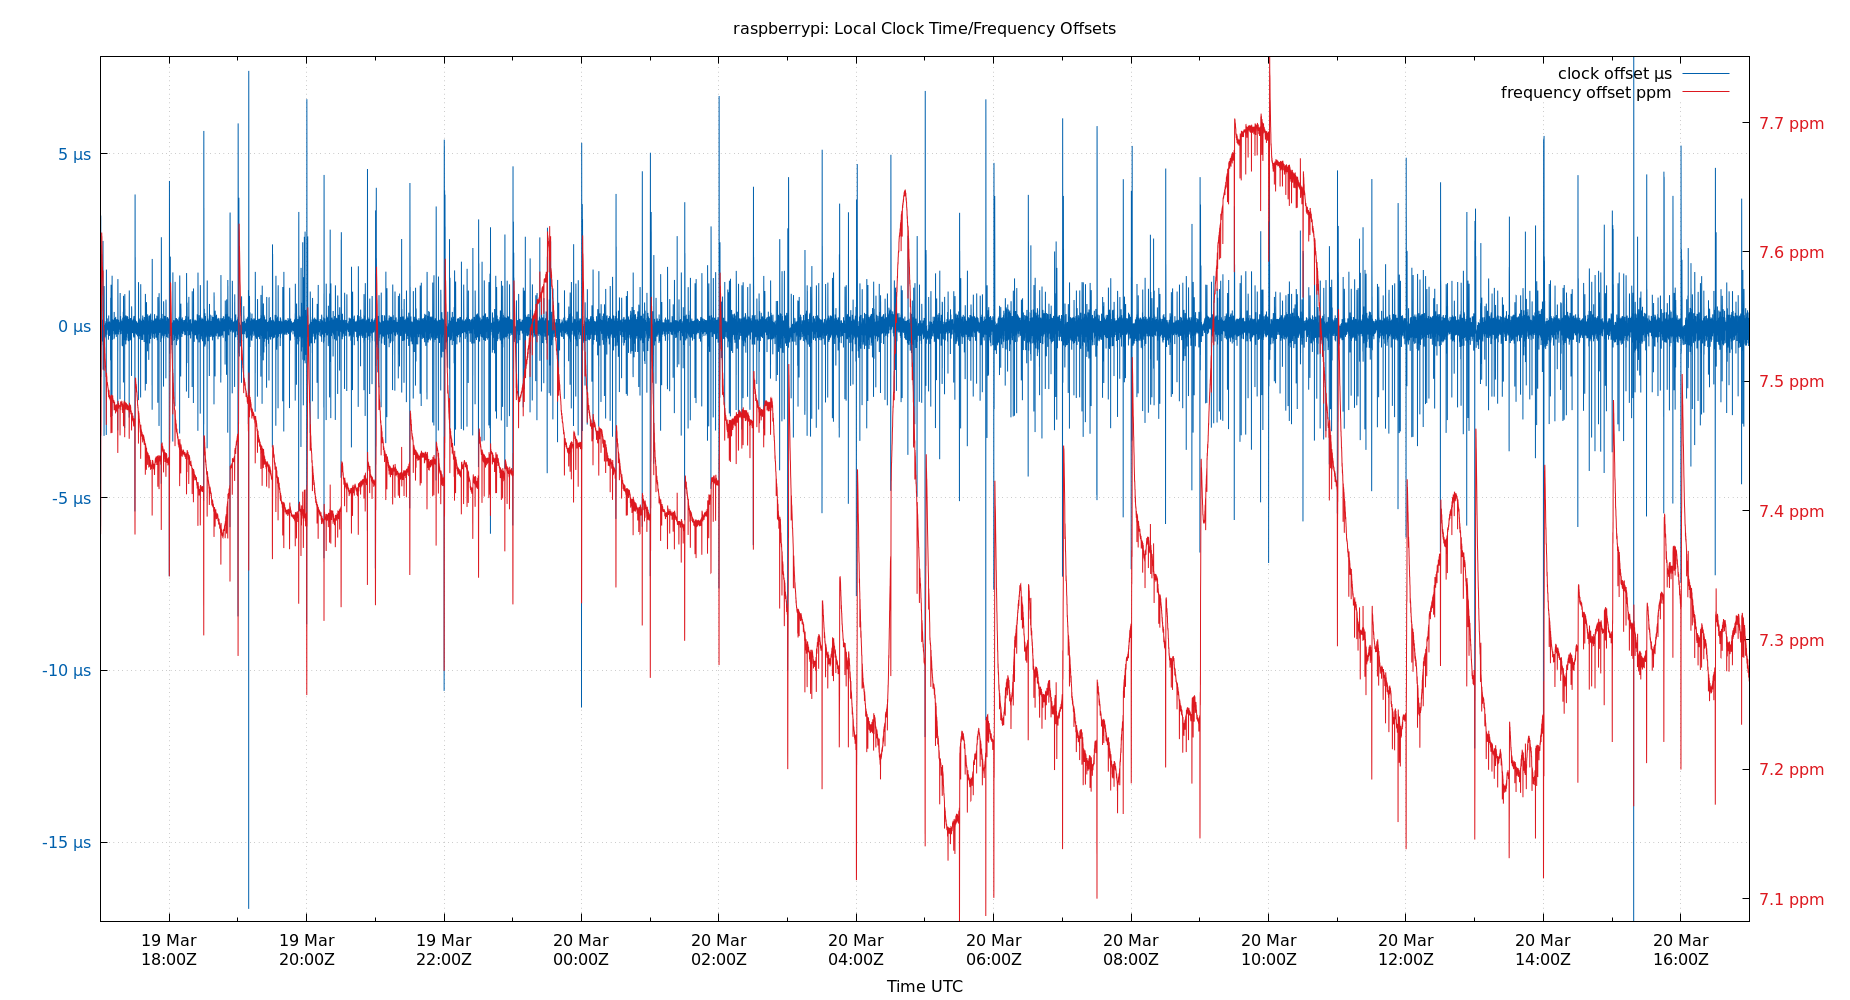 raspberrypi: Local Clock Time/Frequency Offsets
clock offset µs
frequency offset ppm
5 µs
0 µs
-5 µs
-10 µs
-15 µs
7.7 ppm
7.6 ppm
7.5 ppm
7.4 ppm
7.3 ppm
7.2 ppm
7.1 ppm
19 Mar 19 Mar 19 Mar 20 Mar 20 Mar 20 Mar 20 Mar 20 Mar 20 Mar 20 Mar 20 Mar 20 Mar
18:00Z 20:00Z 22:00Z 00:00Z 02:00Z 04:00Z 06:00Z 08:00Z 10:00Z 12:00Z 14:00Z 16:00Z
Time UTC